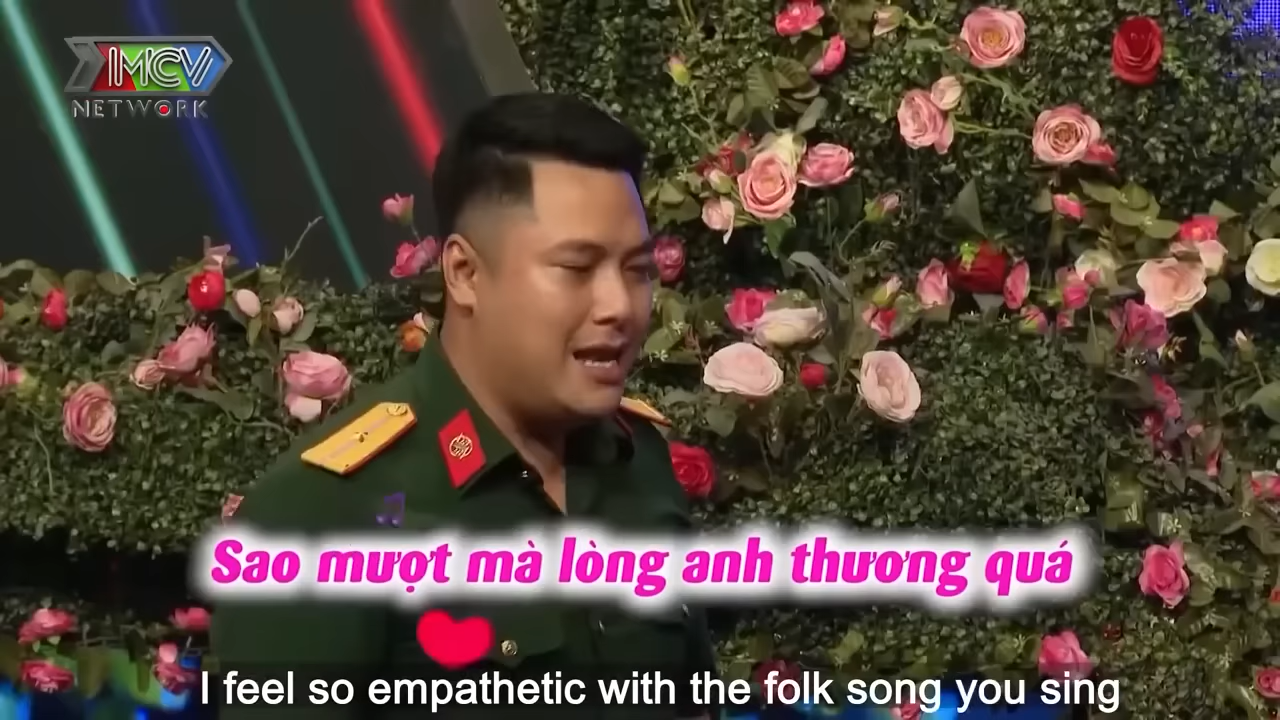 MCV
NETWORK
Sao mượt mà lòng anh thương quá
I feel so empathetic with the folk song you sing